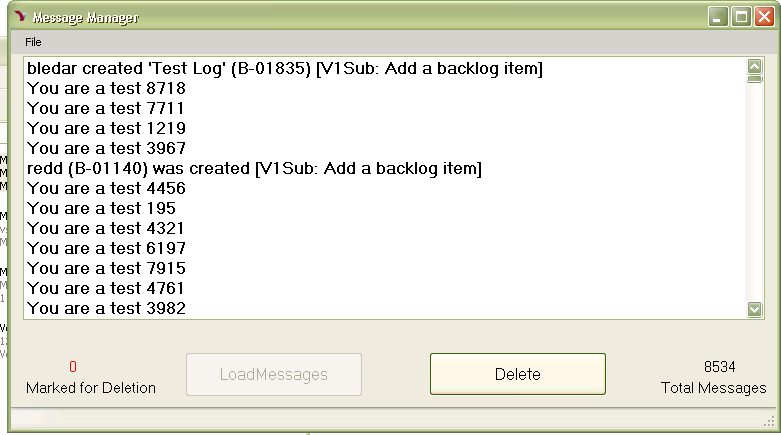 Message Manager
File
bledar created 'Test Log' (B-01835) [V1Sub: Add a backlog item]
You are a test 8718
You are a test 7711
You are a test 1219
You are a test 3967
redd (B-01140) was created [V1Sub: Add a backlog item]
You are a test 4456
You are a test 195
You are a test 4321
You are a test 6197
You are a test 7915
You are a test 4761
You are a test 3982
0
Marked for Deletion
LoadMessages
Delete
8534
Total Messages